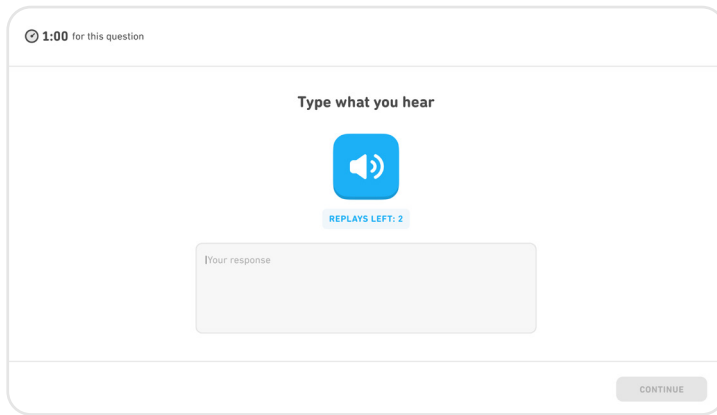 1:00 for this question
Type what you hear
REPLAYS LEFT: 2
Your response
CONTINUE